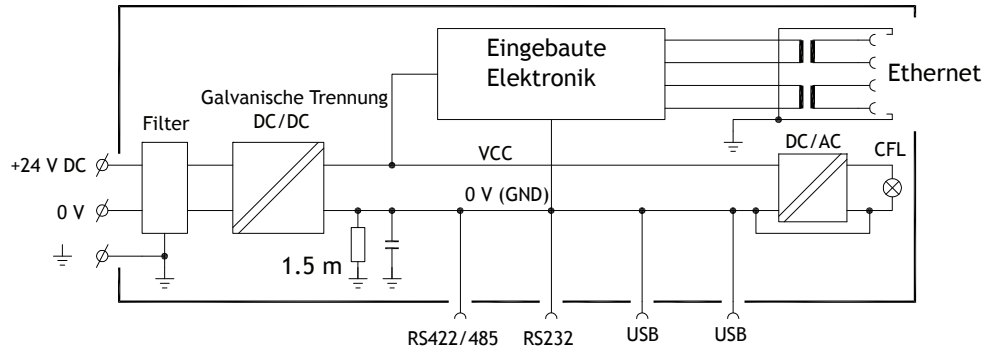 Eingebaute
Elektronik
Ethernet
Galvanische Trennung
DC/DC
Filter
DC/AC
CFL
+24 V DC
VCC
0 V
0 V (GND)
1.5 m
RS422/485
RS232
USB
USB